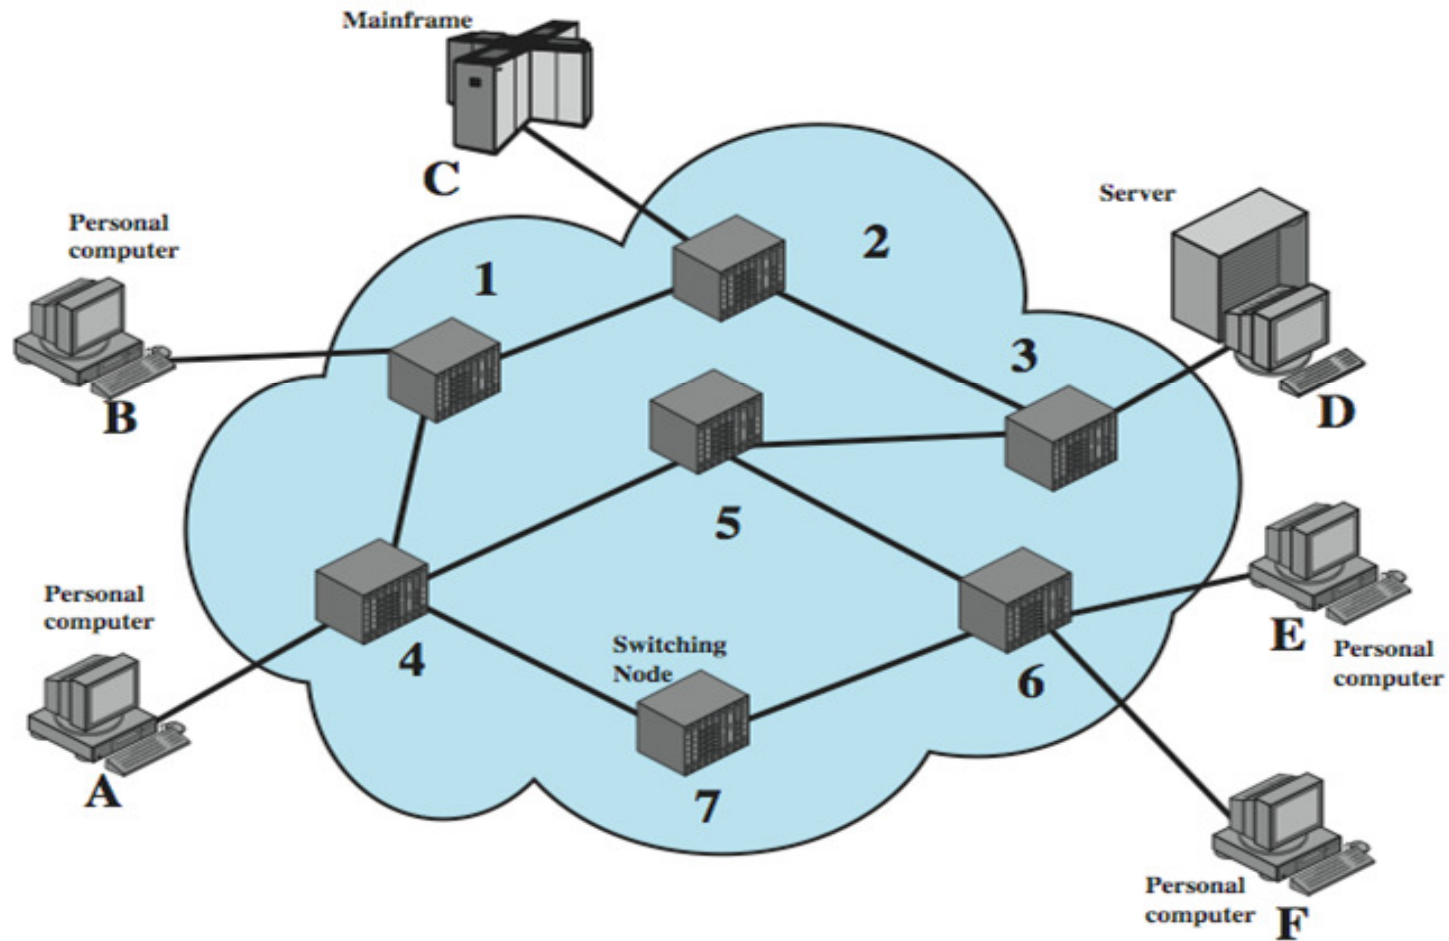 Mainframe
C
Personal
computer
B
1
2
Server
3
D
5
Personal
computer
A
4
Switching
Node
7
6
E
Personal
computer
Personal
computer
F